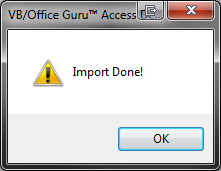 VB/Office Guru™ Access
Import Done!
OK